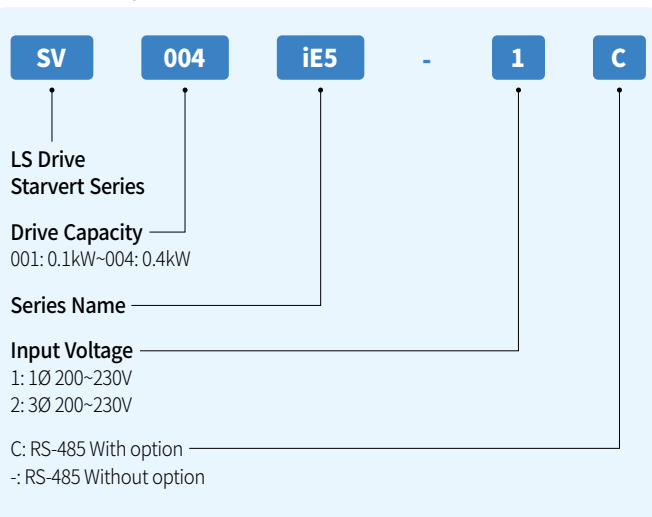 SV 004 iE5 - 1 C
LS Drive
Starvert Series
Drive Capacity
001: 0.1kW~004: 0.4kW
Series Name
Input Voltage
1: 1Ø 200~230V
2: 3Ø 200~230V
C: RS-485 With option
-: RS-485 Without option